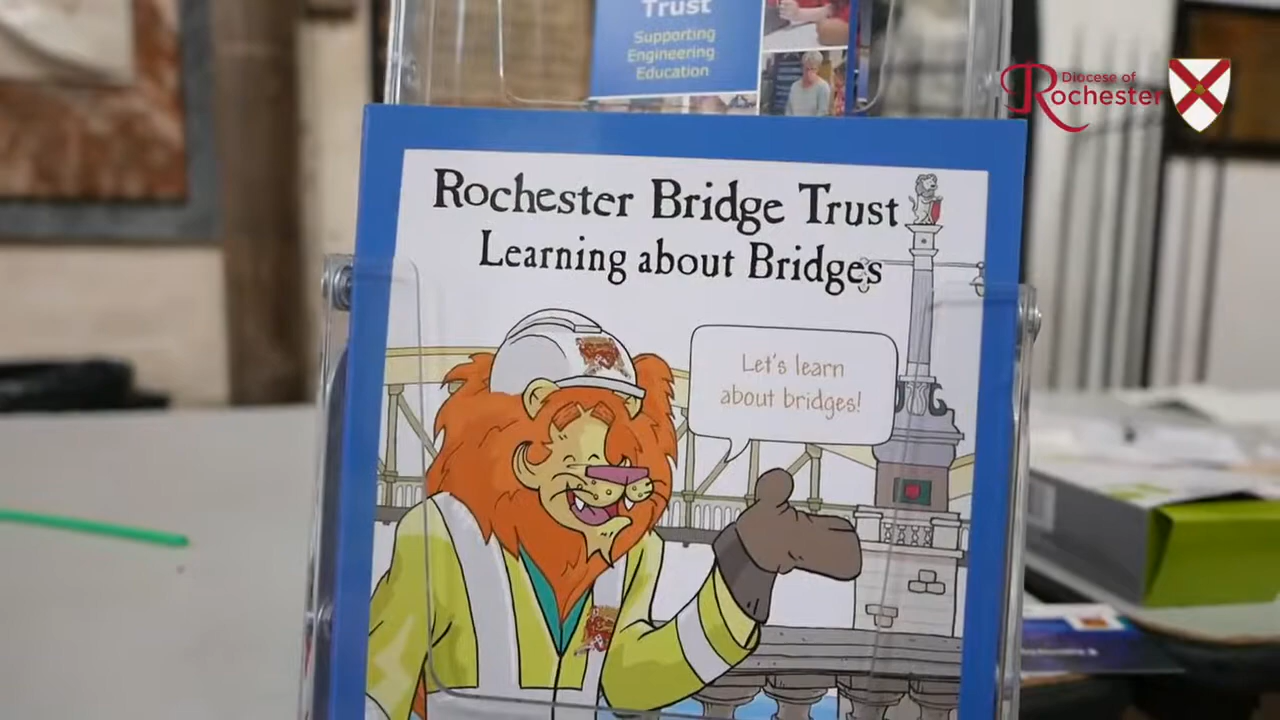 Trust
Supporting
Engineering
Education
Diocese of
Rochester
Rochester Bridge Trust
Learning about Bridges
Let's learn
about bridges!